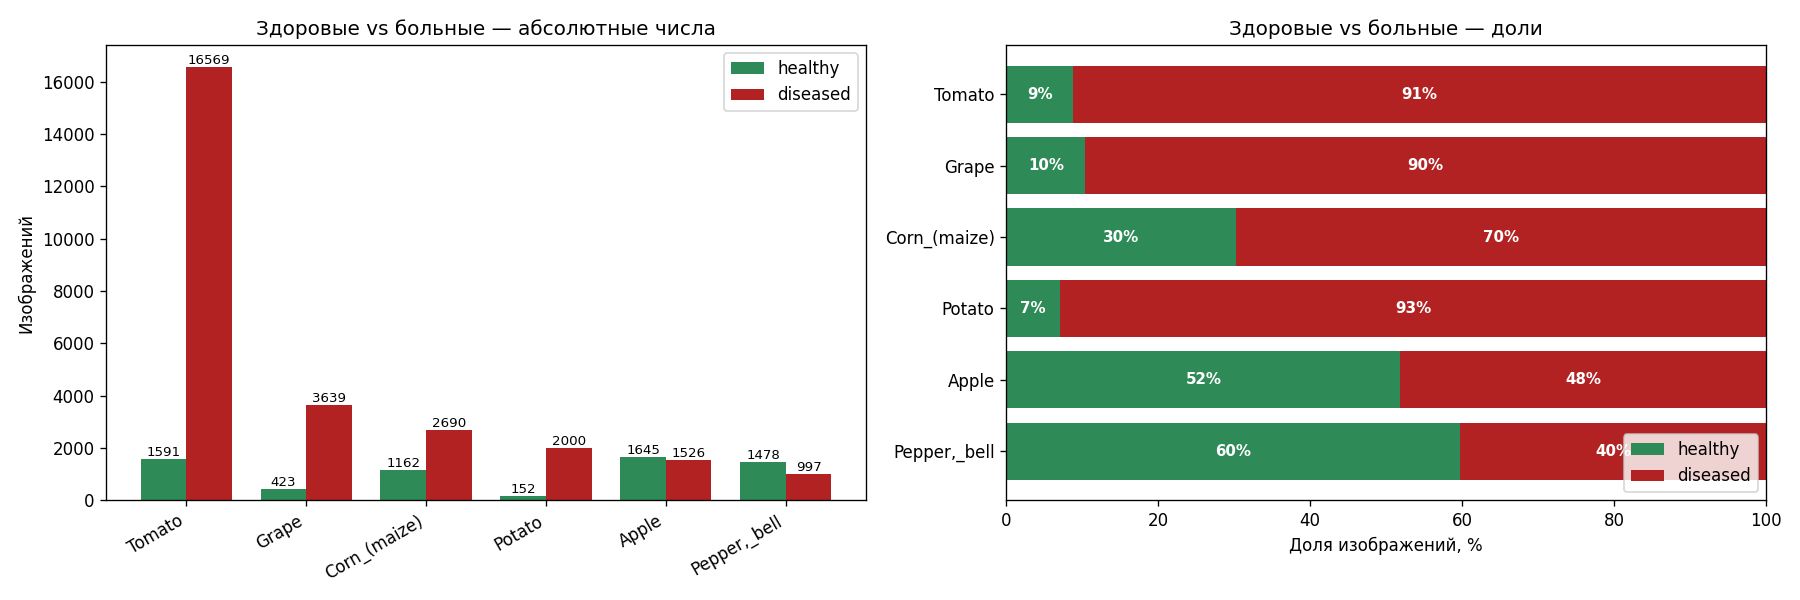 Здоровые vs больные — абсолютные числа
healthy
diseased
Изображений
16000
14000
12000
10000
8000
6000
4000
2000
0
1591
16569
423
3639
1162
2690
152
2000
1645
1526
1478
997
Tomato
Grape
Corn_(maize)
Potato
Apple
Pepper,_bell
Здоровые vs больные — доли
Tomato 9% 91%
Grape 10% 90%
Corn_(maize) 30% 70%
Potato 7% 93%
Apple 52% 48%
Pepper,_bell 60% 40%
healthy
diseased
0 20 40 60 80 100
Доля изображений, %